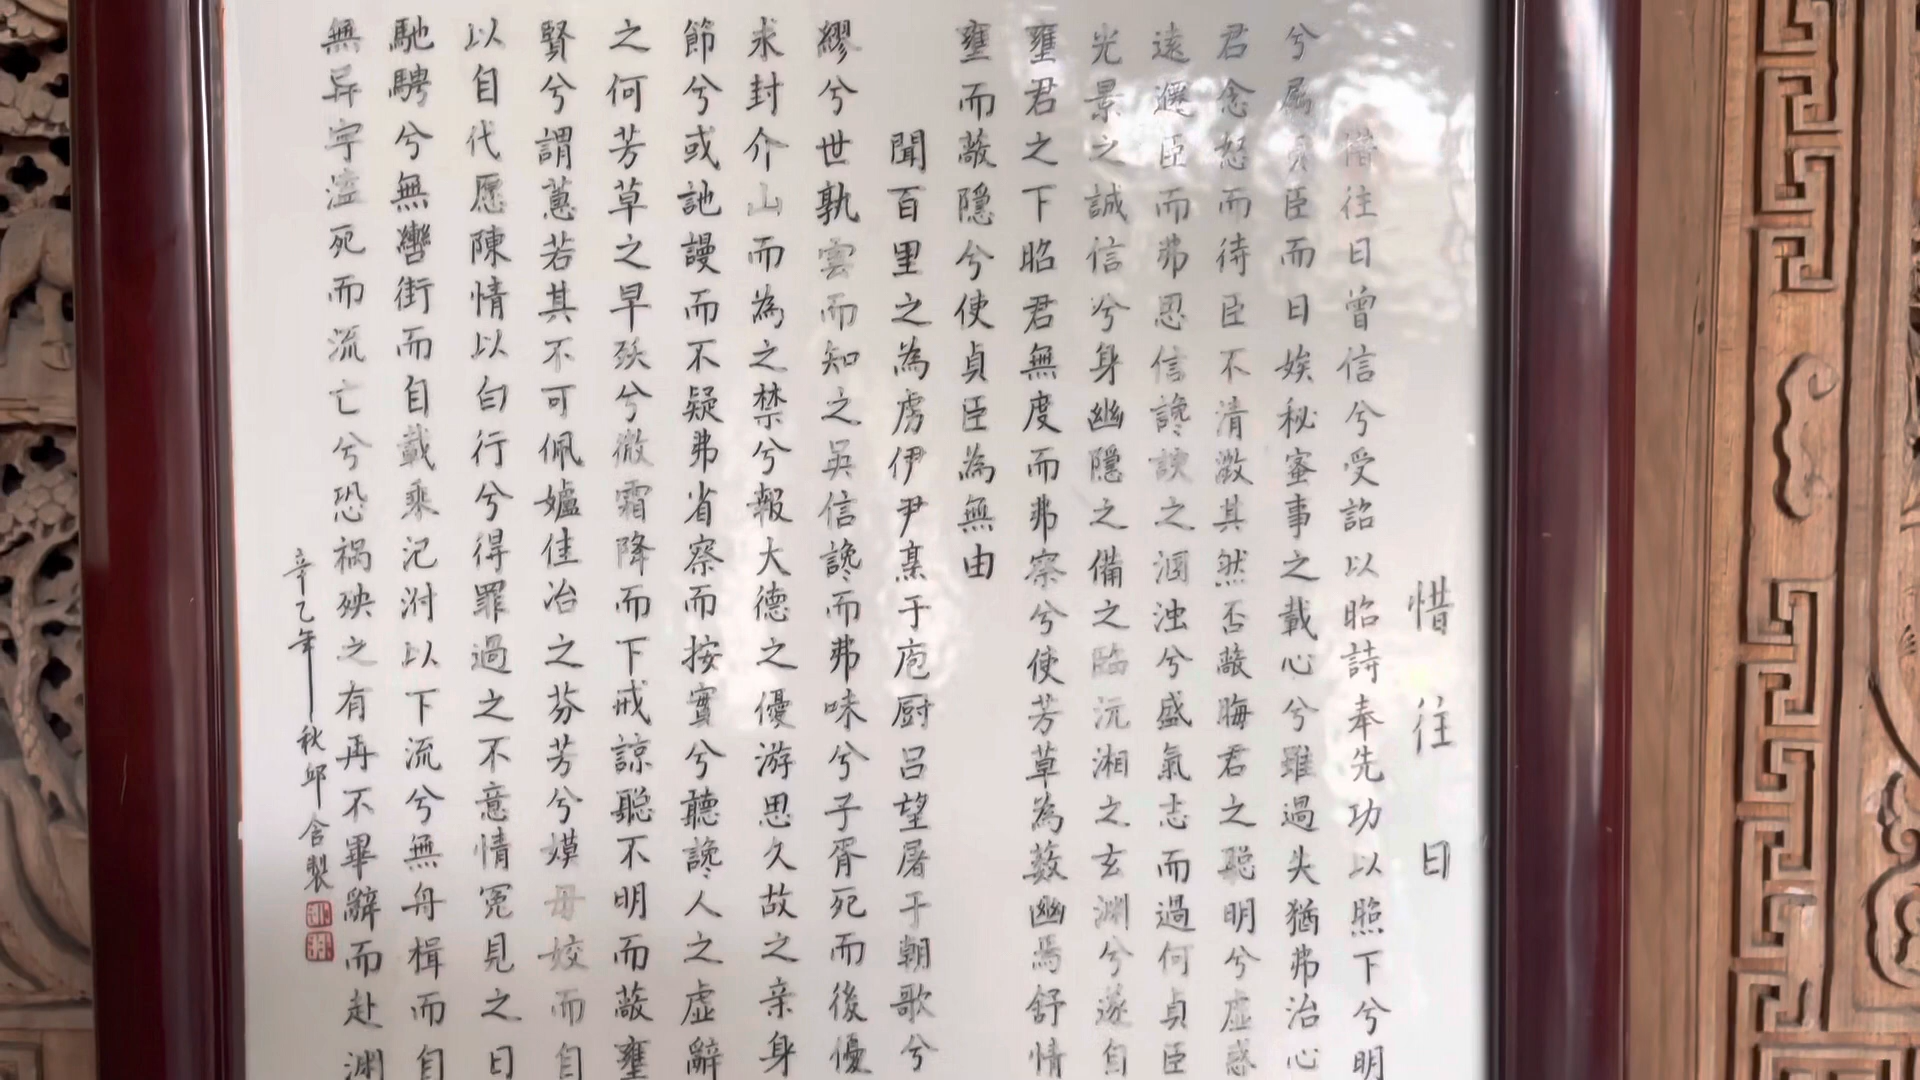 惜往日
惜往日曾信兮受詔以昭詩奉先功以照下兮明
兮屬貞臣而日娭秘蜜事之載心兮雖過失猶弗治心
君念怒而待臣不清澂其然否蔽晦君之聪明兮虛惑
遠遷臣而弗思信讒諛之溷浊兮盛氣志而過何貞臣
光景之誠信兮身幽隱之備之臨沅湘之玄淵兮遂自
壅君之下昭君無度而弗察兮使芳草為薮幽焉舒情
壅而蔽隱兮使貞臣為無由
聞百里之為虜伊尹烹于庖厨吕望屠于朝歌兮
繆兮世孰雲而知之吳信讒而弗味兮子胥死而後優
求封介山而為之禁兮報大德之優游思久故之亲身
節兮或訑謾而不疑弗省察而按實兮聽讒人之虛辭
之何芳草之早殀兮微霜降而下戒諒聪不明而蔽壅
賢兮謂蕙若其不可佩妒佳冶之芬芳兮嫫母姣而自
以自代愿陳情以白行兮得罪過之不意情冤見之日
馳騁兮無轡街而自載乘氾泭以下流兮無舟楫而自
無异宇溘死而流亡兮恐禍殃之有再不畢辭而赴淵
辛乙年秋邱含製